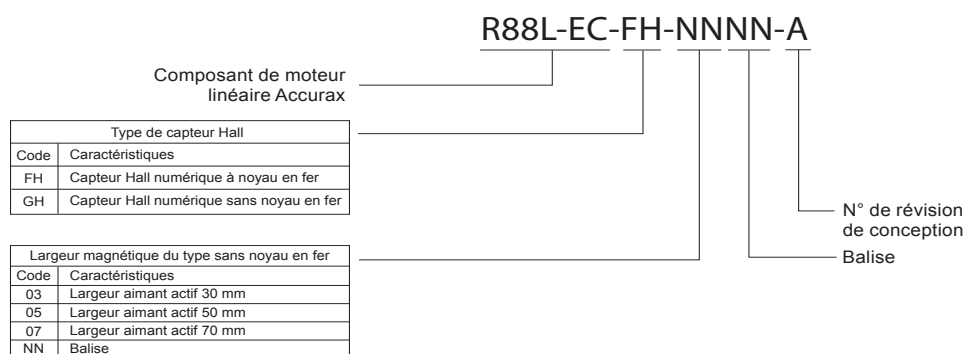 R88L-EC-FH-NNNN-A
Composant de moteur
linéaire Accurax
Type de capteur Hall
Code Caractéristiques
FH Capteur Hall numérique à noyau en fer
GH Capteur Hall numérique sans noyau en fer
N° de révision
de conception
Balise
Largeur magnétique du type sans noyau en fer
Code Caractéristiques
03 Largeur aimant actif 30 mm
05 Largeur aimant actif 50 mm
07 Largeur aimant actif 70 mm
NN Balise